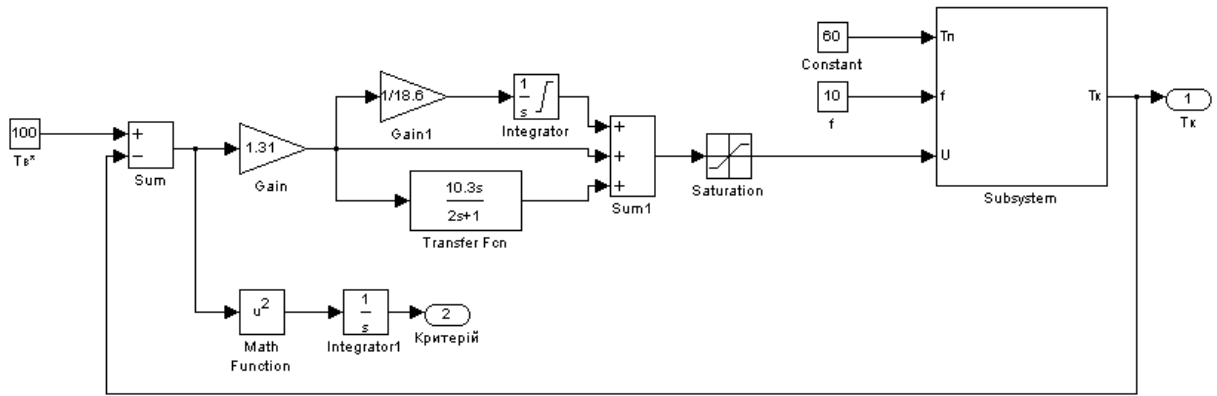 60
Constant
10
f
Tп
f
U
Tк
Subsystem
1
Tк
1/18.6
Gain1
1
s
Integrator
100
Tв*
+
−
Sum
1.31
Gain
10.3s
2s+1
Transfer Fcn
+
+
+
Sum1
Saturation
u2
Math
Function
1
s
Integrator1
2
Критерій